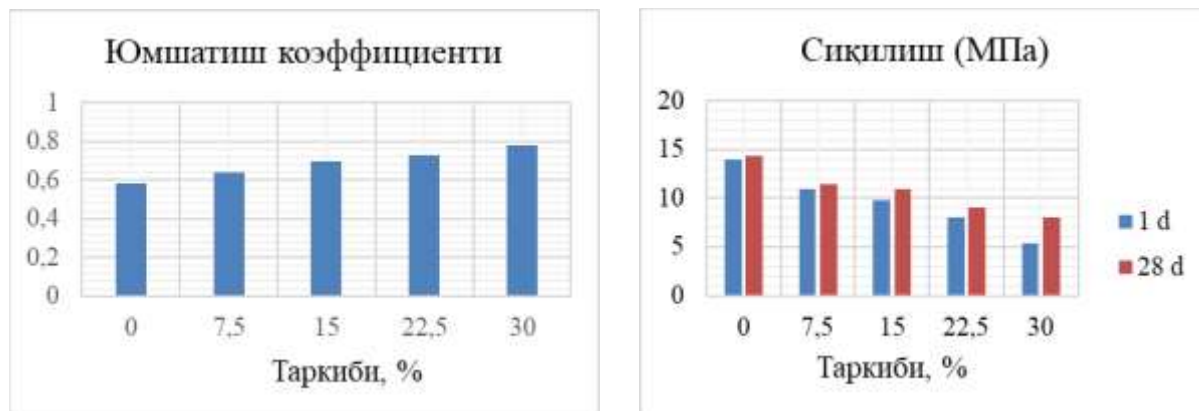 Юмшатиш коэффициенти
1
0,8
0,6
0,4
0,2
0
0 7,5 15 22,5 30
Таркиби, %
Сиқилиш (МПа)
20
15
10
5
0
0 7,5 15 22,5 30
Таркиби, %
1 d
28 d